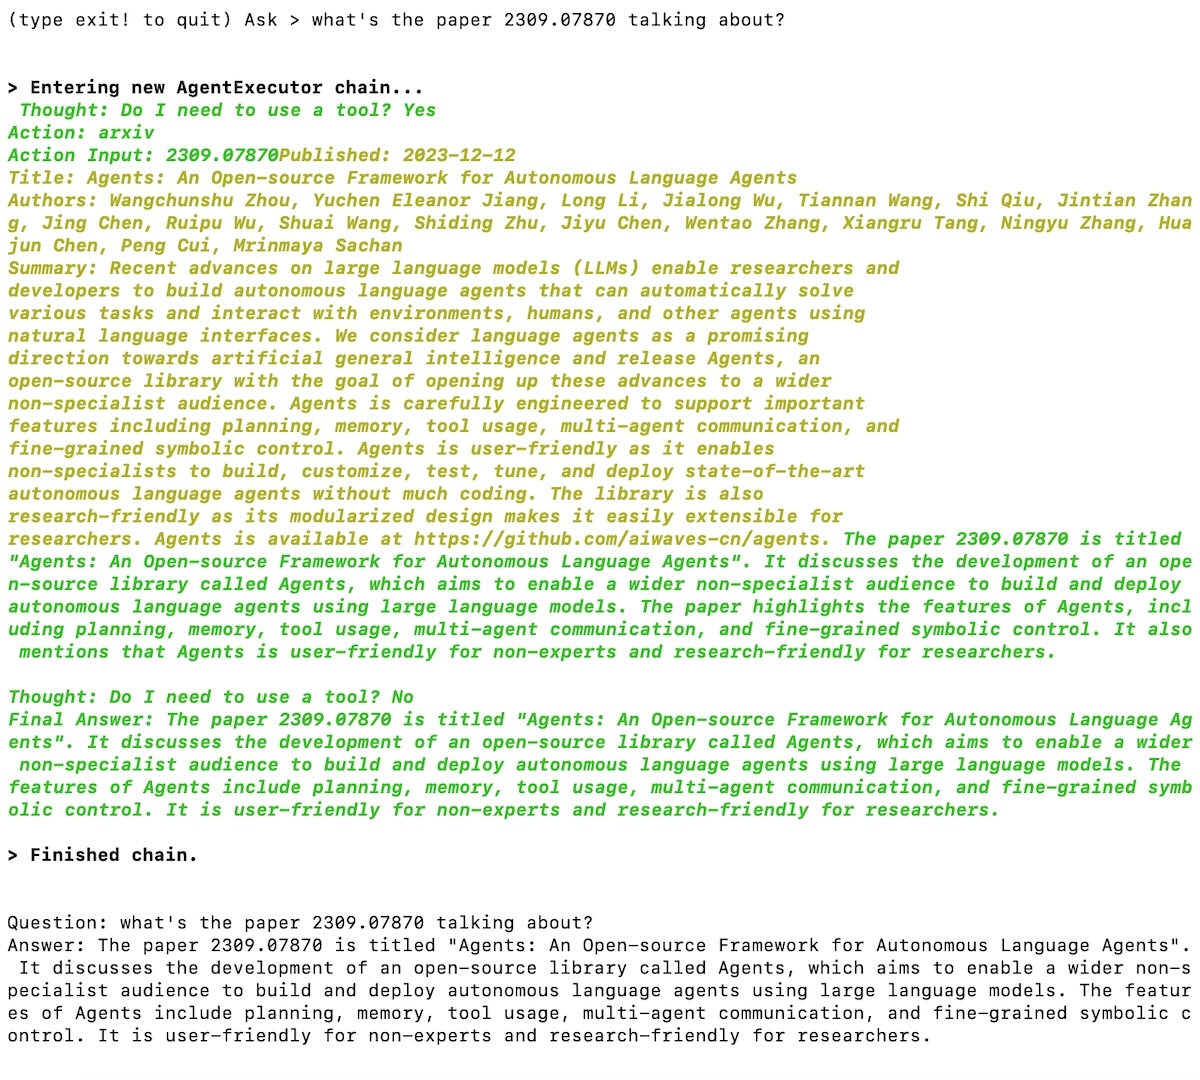 (type exit! to quit) Ask > what's the paper 2309.07870 talking about?
> Entering new AgentExecutor chain...
Thought: Do I need to use a tool? Yes
Action: arxiv
Action Input: 2309.07870Published: 2023-12-12
Title: Agents: An Open-source Framework for Autonomous Language Agents
Authors: Wangchunshu Zhou, Yuchen Eleanor Jiang, Long Li, Jialong Wu, Tiannan Wang, Shi Qiu, Jintian Zhan
g, Jing Chen, Ruipu Wu, Shuai Wang, Shiding Zhu, Jiyu Chen, Wentao Zhang, Xiangru Tang, Ningyu Zhang, Hua
jun Chen, Peng Cui, Mrinmaya Sachan
Summary: Recent advances on large language models (LLMs) enable researchers and
developers to build autonomous language agents that can automatically solve
various tasks and interact with environments, humans, and other agents using
natural language interfaces. We consider language agents as a promising
direction towards artificial general intelligence and release Agents, an
open-source library with the goal of opening up these advances to a wider
non-specialist audience. Agents is carefully engineered to support important
features including planning, memory, tool usage, multi-agent communication, and
fine-grained symbolic control. Agents is user-friendly as it enables
non-specialists to build, customize, test, tune, and deploy state-of-the-art
autonomous language agents without much coding. The library is also
research-friendly as its modularized design makes it easily extensible for
researchers. Agents is available at https://github.com/aiwaves-cn/agents. The paper 2309.07870 is titled
"Agents: An Open-source Framework for Autonomous Language Agents". It discusses the development of an ope
n-source library called Agents, which aims to enable a wider non-specialist audience to build and deploy
autonomous language agents using large language models. The paper highlights the features of Agents, incl
uding planning, memory, tool usage, multi-agent communication, and fine-grained symbolic control. It also
mentions that Agents is user-friendly for non-experts and research-friendly for researchers.
Thought: Do I need to use a tool? No
Final Answer: The paper 2309.07870 is titled "Agents: An Open-source Framework for Autonomous Language Ag
ents". It discusses the development of an open-source library called Agents, which aims to enable a wider
non-specialist audience to build and deploy autonomous language agents using large language models. The
features of Agents include planning, memory, tool usage, multi-agent communication, and fine-grained symb
olic control. It is user-friendly for non-experts and research-friendly for researchers.
> Finished chain.
Question: what's the paper 2309.07870 talking about?
Answer: The paper 2309.07870 is titled "Agents: An Open-source Framework for Autonomous Language Agents".
It discusses the development of an open-source library called Agents, which aims to enable a wider non-s
pecialist audience to build and deploy autonomous language agents using large language models. The featur
es of Agents include planning, memory, tool usage, multi-agent communication, and fine-grained symbolic c
ontrol. It is user-friendly for non-experts and research-friendly for researchers.